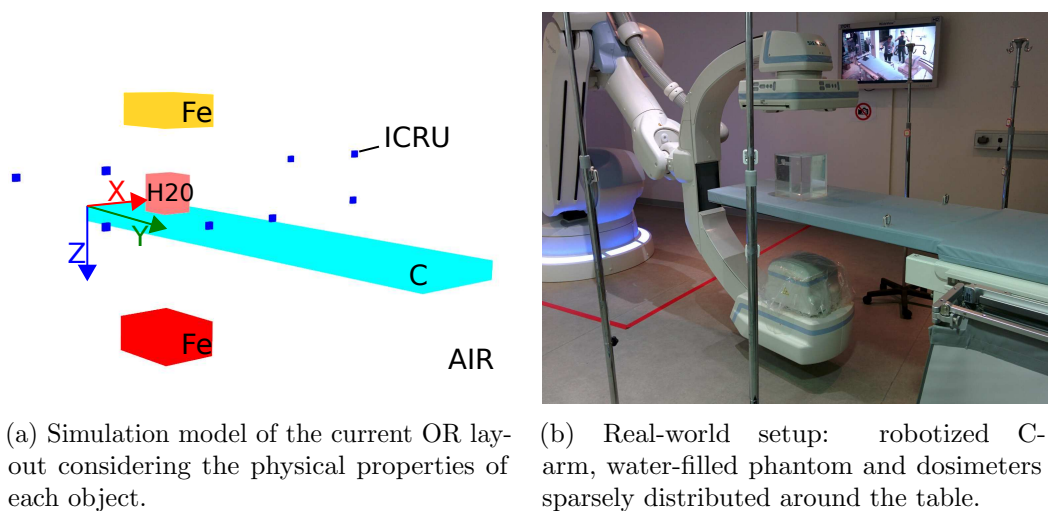 Fe
ICRU
H20
X
Y
Z
C
Fe
AIR
(a) Simulation model of the current OR lay-
out considering the physical properties of
each object.
(b) Real-world setup: robotized C-
arm, water-filled phantom and dosimeters
sparsely distributed around the table.